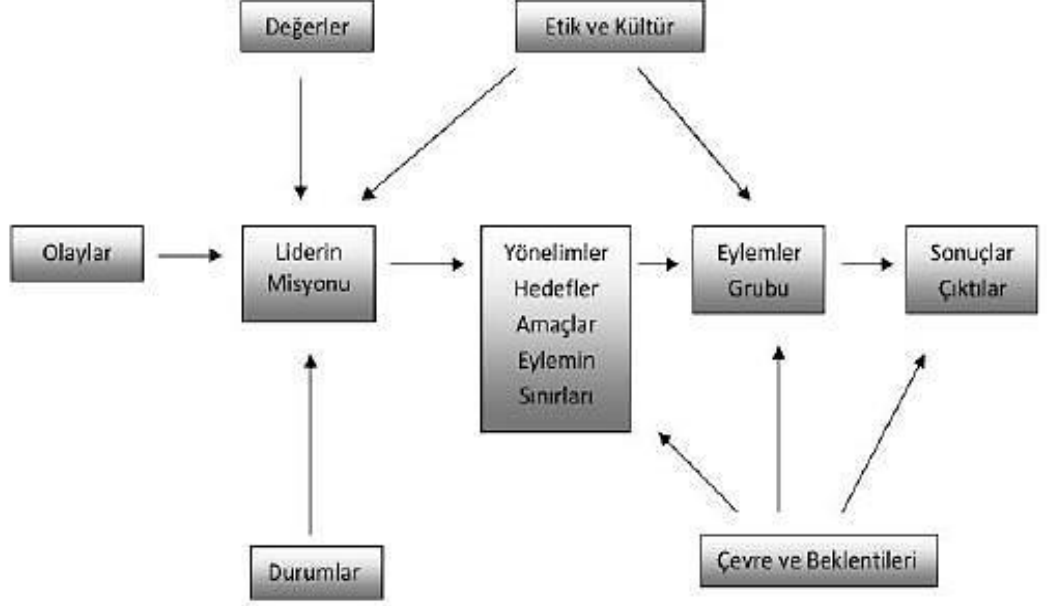 Değerler
Etik ve Kültür
Olaylar
Liderin
Misyonu
Yönelimler
Hedefler
Amaçlar
Eylemin
Sınırları
Eylemler
Grubu
Sonuçlar
Çıktılar
Durumlar
Çevre ve Beklentileri